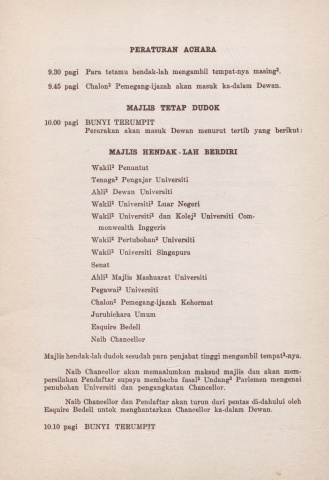 PERATURAN ACHARA
9.30 pagi Para tetamu hendak-lah mengambil tempat-nya masing².
9.45 pagi Chalon² Pemegang-ijazah akan masuk ka-dalam Dewan.
MAJLIS TETAP DUDOK
10.00 pagi BUNYI TERUMPIT
Perarakan akan masuk Dewan menurut tertib yang berikut:
MAJLIS HENDAK-LAH BERDIRI
Wakil² Penuntut
Tenaga² Pengajar Universiti
Ahli² Dewan Universiti
Wakil² Universiti² Luar Negeri
Wakil² Universiti² dan Kolej² Universiti Com-
monwealth Inggeris
Wakil² Pertubohan² Universiti
Wakil² Universiti Singapura
Senat
Ahli² Majlis Mashuarat Universiti
Pegawai² Universiti
Chalon² Pemegang-ijazah Kehormat
Jurubichara Umum
Esquire Bedell
Naib Chancellor
Majlis hendak-lah dudok sesudah para penjabat tinggi mengambil tempat²-nya.
Naib Chancellor akan memaalumkan maksud majlis dan akan mem-
persilakan Pendaftar supaya membacha fasal² Undang² Parlemen mengenai
penubohan Universiti dan pengangkatan Chancellor.
Naib Chancellor dan Pendaftar akan turun dari pentas di-dahului oleh
Esquire Bedell untok menghantarkan Chancellor ka-dalam Dewan.
10.10 pagi BUNYI TERUMPIT